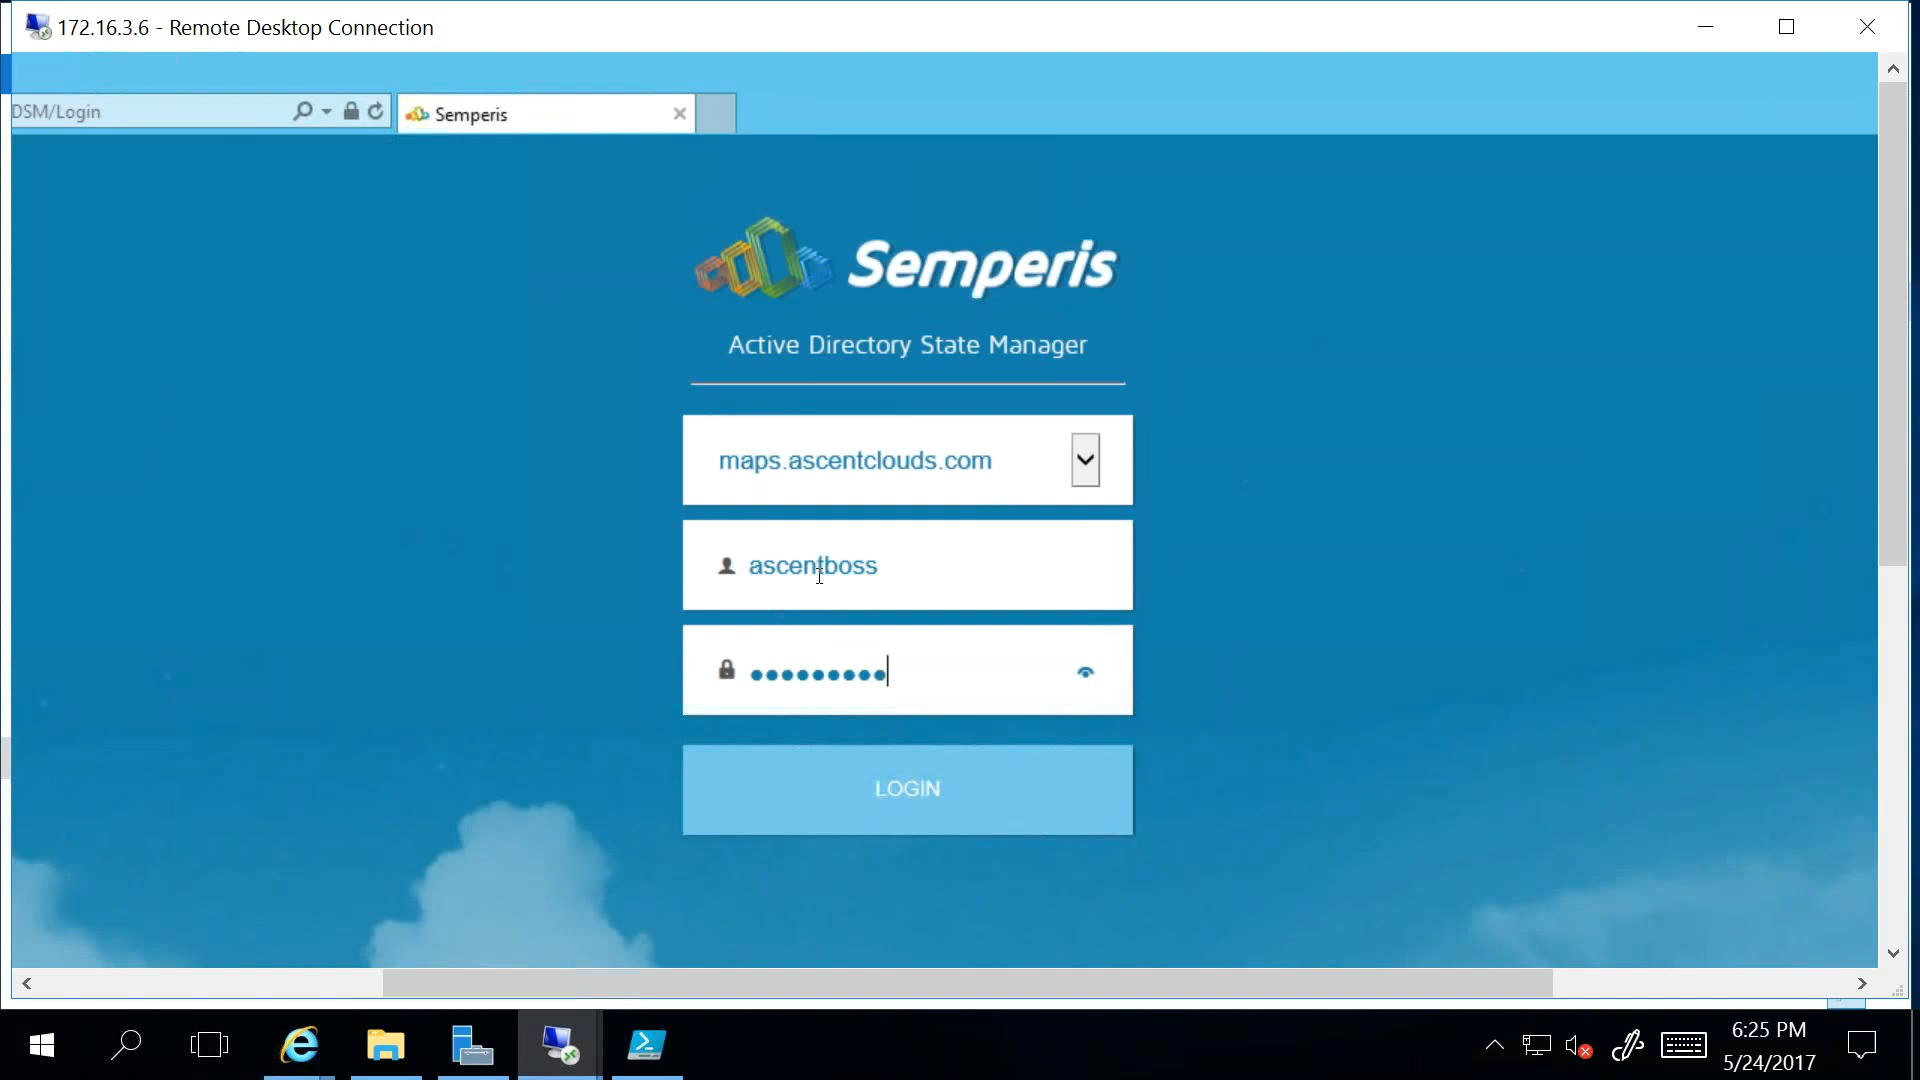 172.16.3.6 - Remote Desktop Connection
DSM/Login
Semperis
Semperis
Active Directory State Manager
maps.ascentclouds.com
ascentboss
LOGIN
6:25 PM
5/24/2017